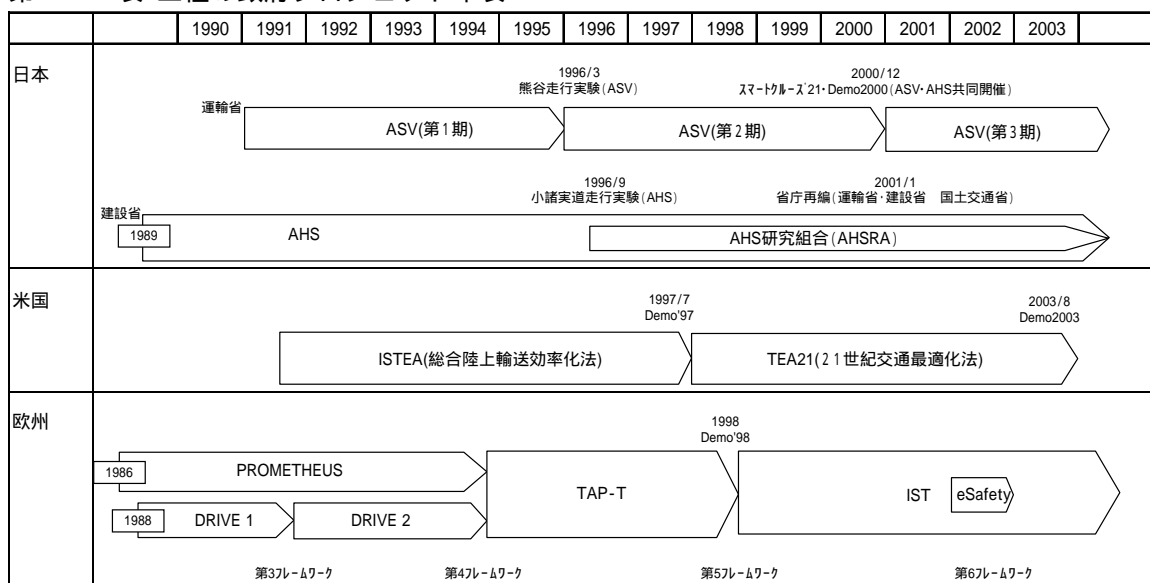 1990 1991 1992 1993 1994 1995 1996 1997 1998 1999 2000 2001 2002 2003
日本
1996/3
熊谷走行実験(ASV)
2000/12
ｽﾏｰﾄｸﾙｰｽﾞ21･Demo2000(ASV･AHS共同開催)
運輸省
ASV(第1期)
ASV(第2期)
ASV(第3期)
1996/9
小諸実道走行実験(AHS)
2001/1
省庁再編(運輸省･建設省 国土交通省)
建設省
1989
AHS
AHS研究組合(AHSRA)
米国
1997/7
Demo'97
2003/8
Demo2003
ISTEA(総合陸上輸送効率化法)
TEA21(21世紀交通最適化法)
欧州
1998
Demo'98
1986
PROMETHEUS
TAP-T
IST
eSafety
1988
DRIVE 1
DRIVE 2
第3ﾌﾚｰﾑﾜｰｸ
第4ﾌﾚｰﾑﾜｰｸ
第5ﾌﾚｰﾑﾜｰｸ
第6ﾌﾚｰﾑﾜｰｸ